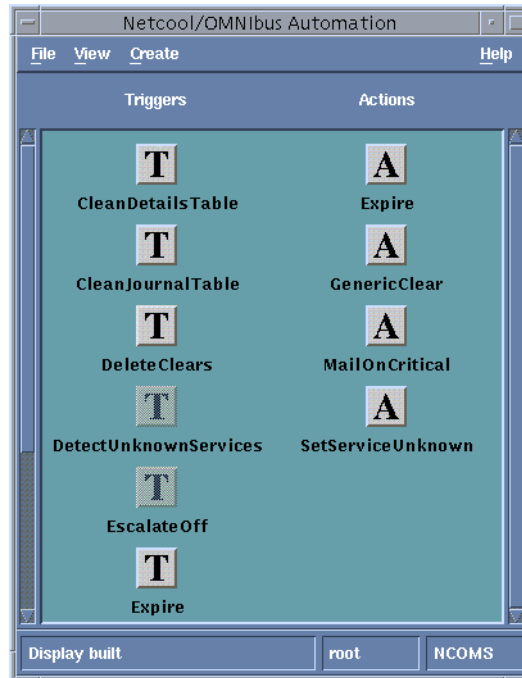 Netcool/OMNIbus Automation
File View Create Help
Triggers Actions
T A
CleanDetailsTable Expire
T A
CleanJournalTable GenericClear
T A
DeleteClears MailOnCritical
T A
DetectUnknownServices SetServiceUnknown
T
EscalateOff
T
Expire
Display built root NCOMS